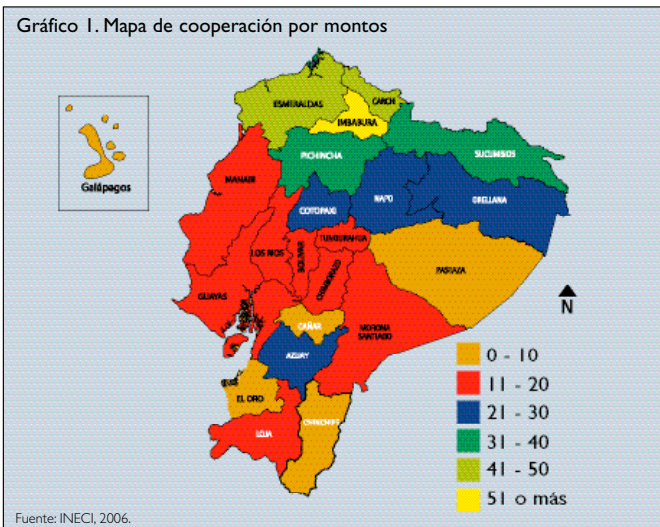 Gráfico 1. Mapa de cooperación por montos
ESMERALDAS
CARCHI
IMBABURA
Galápagos
PICHINCHA
SUCUMBIOS
MANABI
COTOPAXI
NAPO
ORELLANA
TUNGURAHUA
LOS RIOS
BOLIVAR
CHIMBORAZO
PASTAZA
GUAYAS
N
CAÑAR
MORONA
SANTIAGO
AZUAY
EL ORO
LOJA
0 - 10
11 - 20
21 - 30
31 - 40
41 - 50
51 o más
Fuente: INECI, 2006.